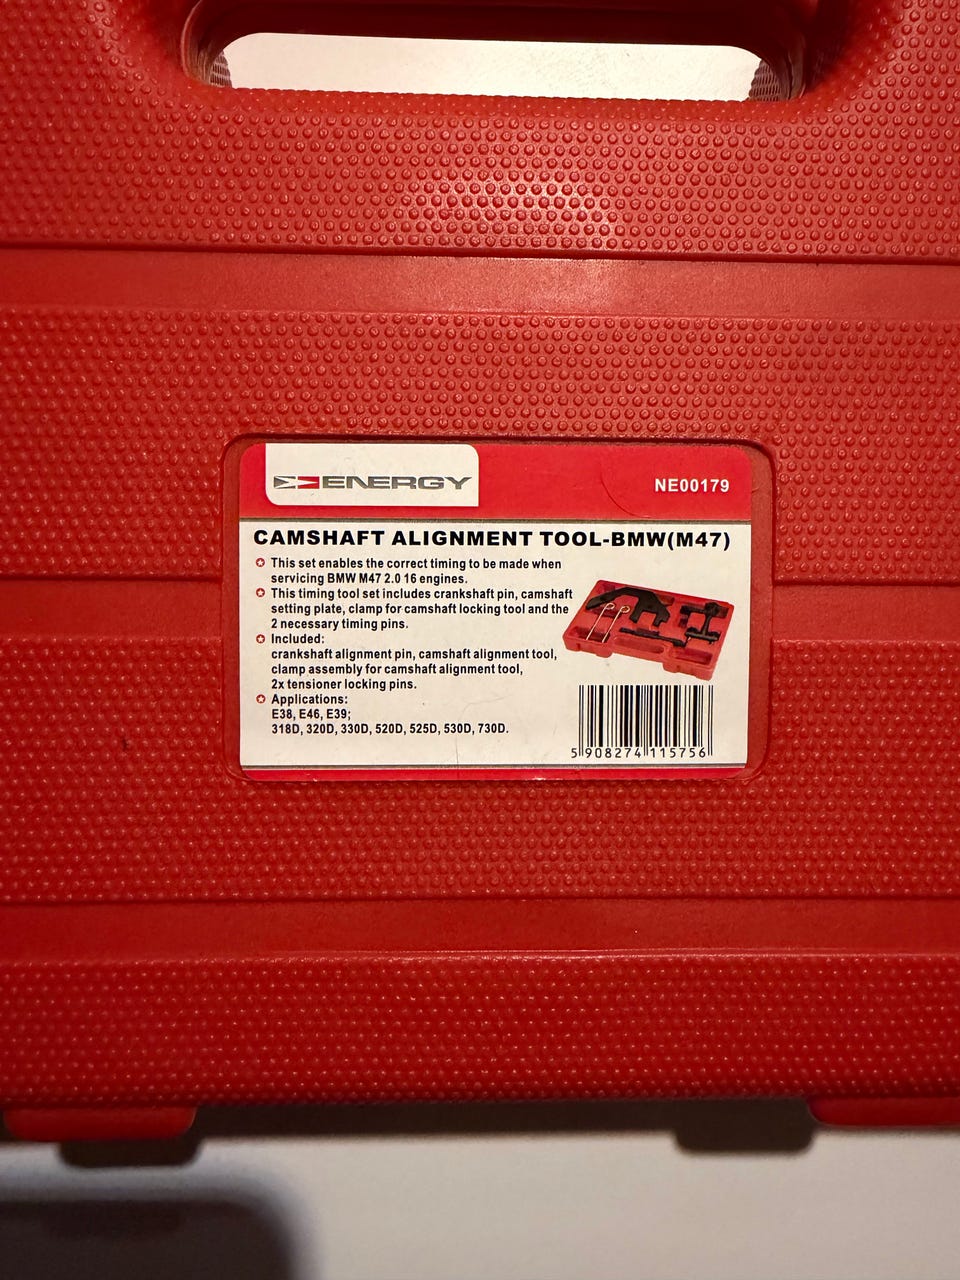 ENERGY
NE00179
CAMSHAFT ALIGNMENT TOOL-BMW(M47)
This set enables the correct timing to be made when
servicing BMW M47 2.0 16 engines.
This timing tool set includes crankshaft pin, camshaft
setting plate, clamp for camshaft locking tool and the
2 necessary timing pins.
Included:
crankshaft alignment pin, camshaft alignment tool,
clamp assembly for camshaft alignment tool,
2x tensioner locking pins.
Applications:
E38, E46, E39;
318D, 320D, 330D, 520D, 525D, 530D, 730D.
5 908274 115756